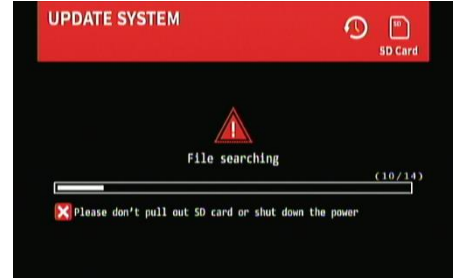 UPDATE SYSTEM
SD
SD Card
File searching
(10/14)
Please don't pull out SD card or shut down the power